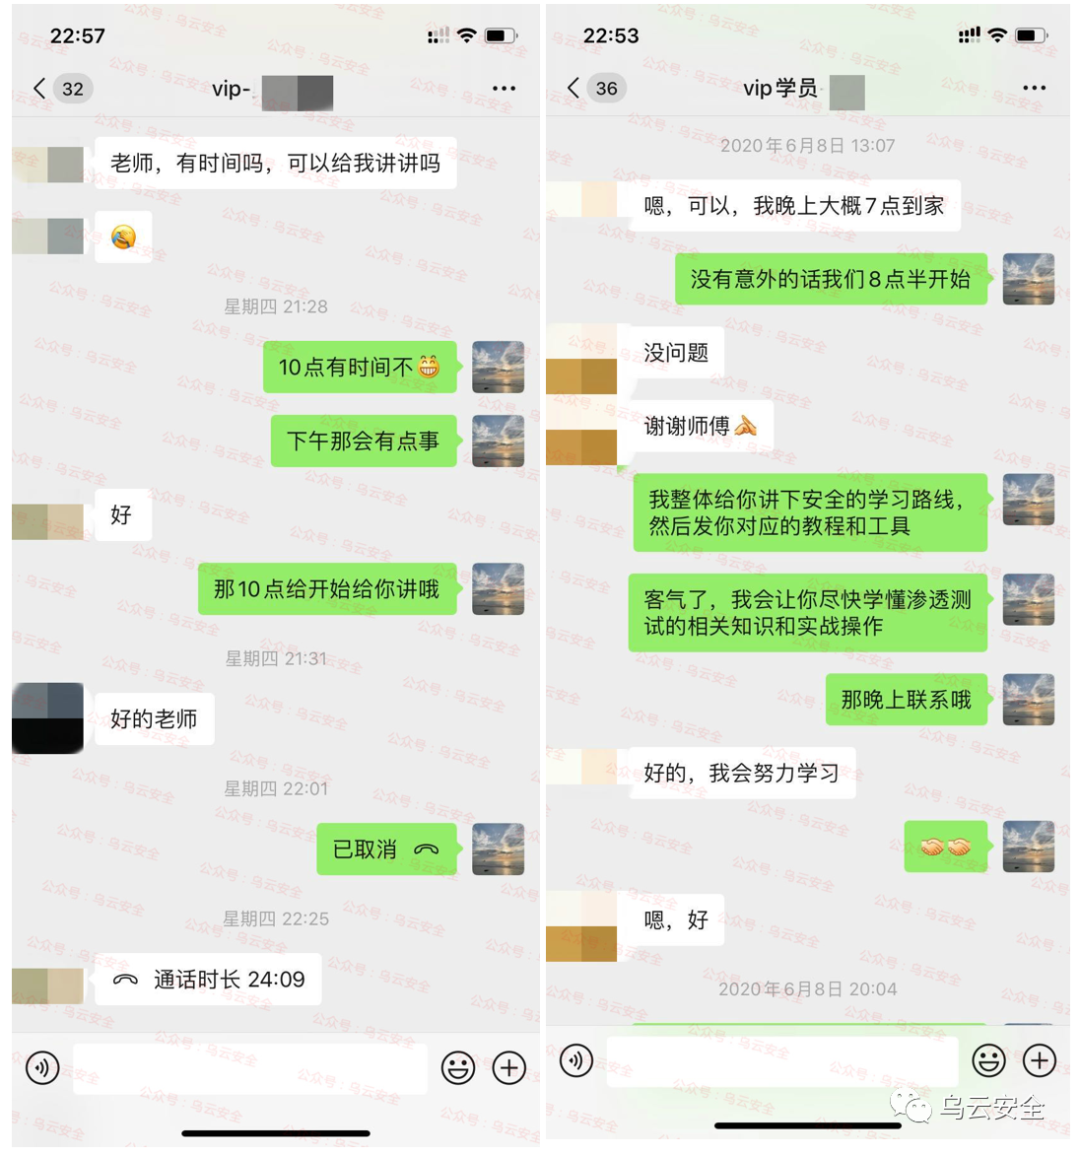 22:57
32
vip-
老师，有时间吗，可以给我讲讲吗
星期四 21:28
10点有时间不
下午那会有点事
好
那10点给开始给你讲哦
星期四 21:31
好的老师
星期四 22:01
已取消
星期四 22:25
通话时长 24:09
22:53
36
vip学员
2020年6月8日 13:07
嗯，可以，我晚上大概7点到家
没有意外的话我们8点半开始
没问题
谢谢师傅
我整体给你讲下安全的学习路线，
然后发你对应的教程和工具
客气了，我会让你尽快学懂渗透测
试的相关知识和实战操作
那晚上联系哦
好的，我会努力学习
嗯，好
2020年6月8日 20:04
乌云安全
公众号：乌云安全